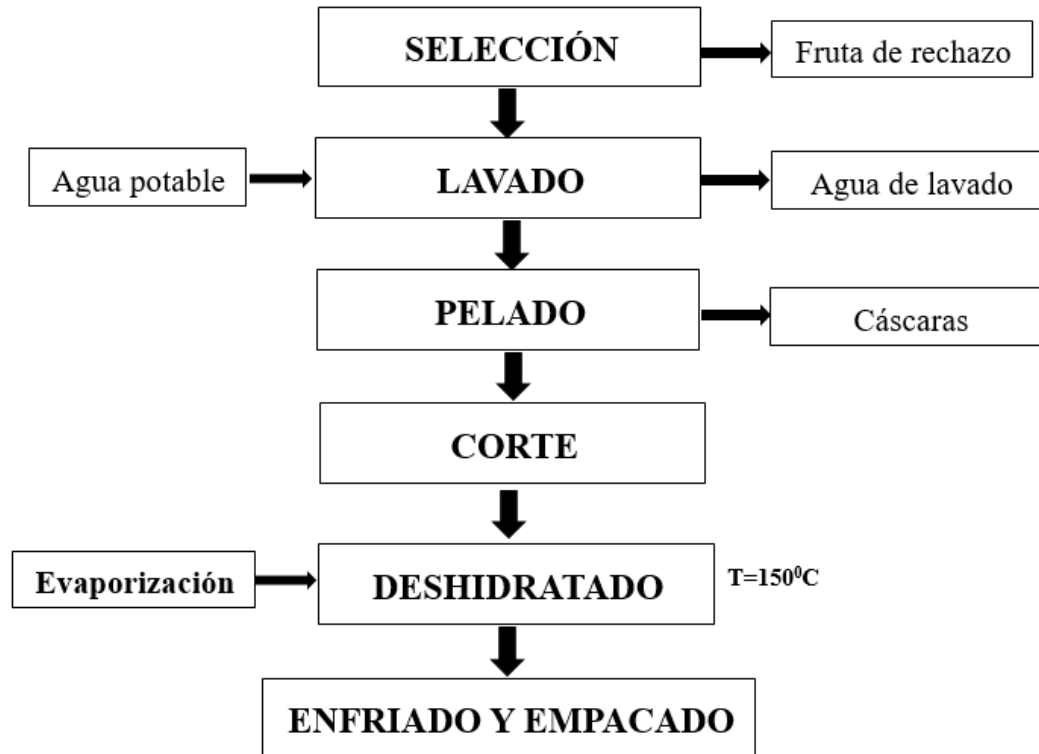 SELECCIÓN
Fruta de rechazo
Agua potable
LAVADO
Agua de lavado
PELADO
Cáscaras
CORTE
Evaporización
DESHIDRATADO
T=150⁰C
ENFRIADO Y EMPACADO